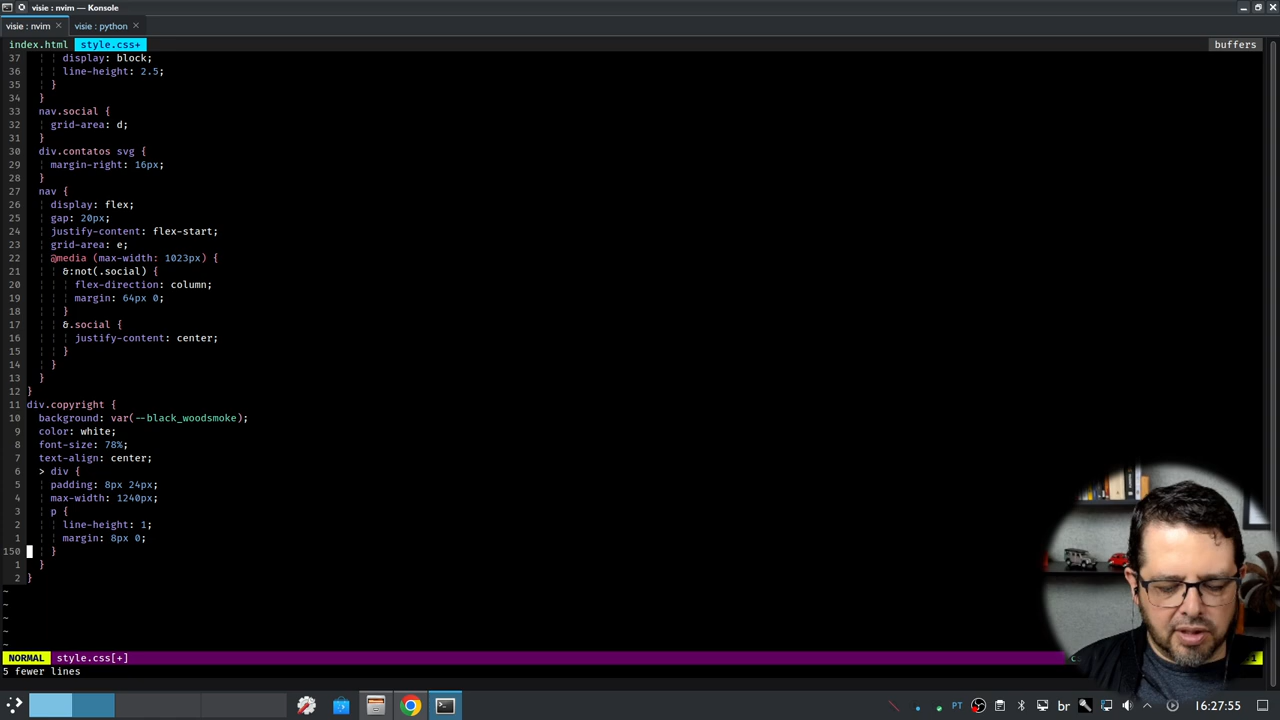 visie : nvim — Konsole
visie : nvim
visie : python
index.html style.css+ buffers
37 display: block;
36 line-height: 2.5;
35 }
34 }
33 nav.social {
32 grid-area: d;
31 }
30 div.contatos svg {
29 margin-right: 16px;
28 }
27 nav {
26 display: flex;
25 gap: 20px;
24 justify-content: flex-start;
23 grid-area: e;
22 @media (max-width: 1023px) {
21 &:not(.social) {
20 flex-direction: column;
19 margin: 64px 0;
18 }
17 &.social {
16 justify-content: center;
15 }
14 }
13 }
12 }
11 div.copyright {
10 background: var(--black_woodsmoke);
9 color: white;
8 font-size: 78%;
7 text-align: center;
6 > div {
5 padding: 8px 24px;
4 max-width: 1240px;
3 p {
2 line-height: 1;
1 margin: 8px 0;
150 }
1 }
2 }
~
~
~
~
~
NORMAL style.css[+]
5 fewer lines
PT br 16:27:55